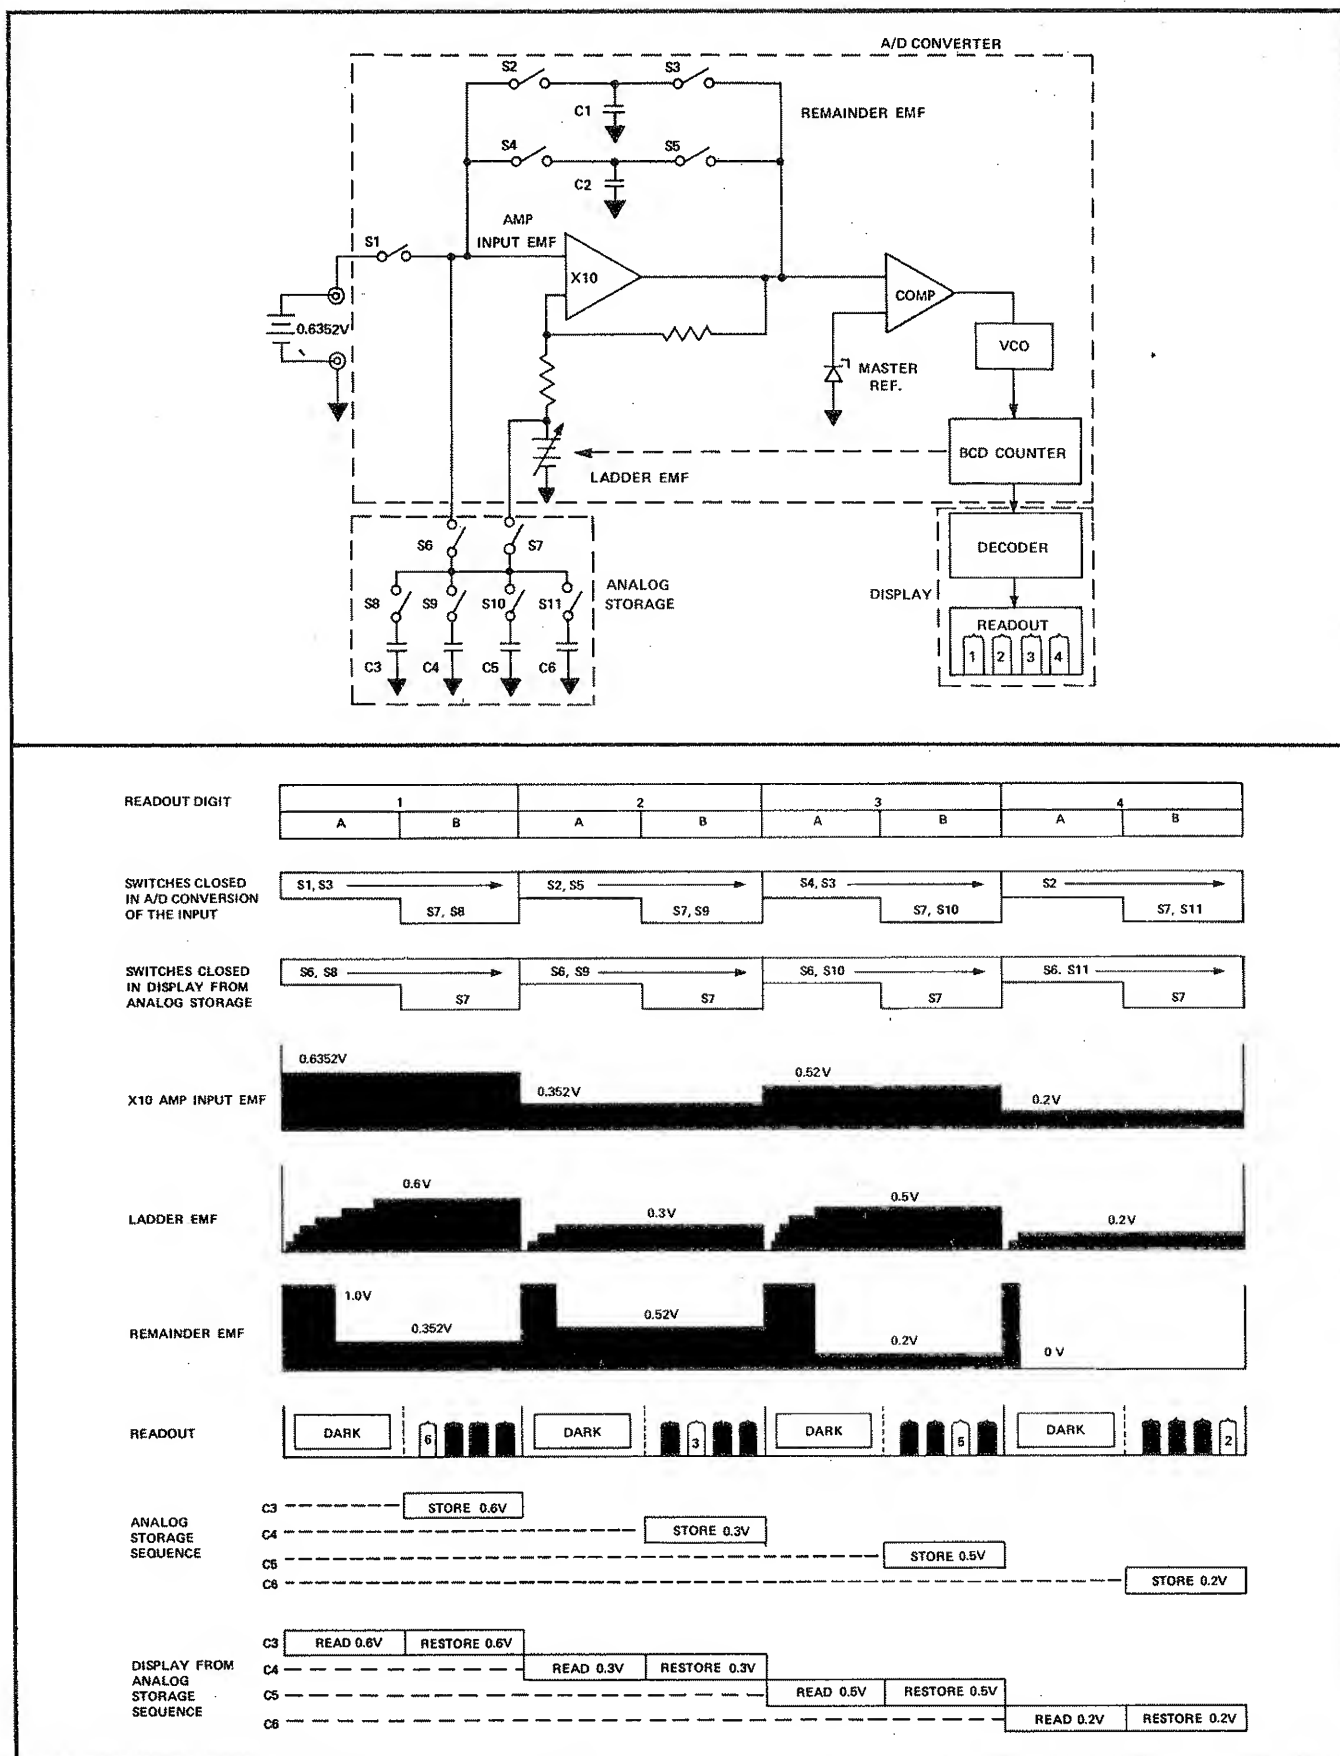 A/D CONVERTER
S2 S3
C1
REMAINDER EMF
S4 S5
C2
AMP
INPUT EMF
S1
X10
COMP
0.6352V
VCO
MASTER
REF.
BCD COUNTER
LADDER EMF
S6 S7
DECODER
ANALOG
STORAGE
DISPLAY
S8 S9 S10 S11
READOUT
1 2 3 4
C3 C4 C5 C6
READOUT DIGIT 1 2 3 4
A B A B A B A B
SWITCHES CLOSED
IN A/D CONVERSION
OF THE INPUT
S1, S3 S2, S5 S4, S3 S2
S7, S8 S7, S9 S7, S10 S7, S11
SWITCHES CLOSED
IN DISPLAY FROM
ANALOG STORAGE
S6, S8 S6, S9 S6, S10 S6. S11
S7 S7 S7 S7
X10 AMP INPUT EMF
0.6352V 0.352V 0.52V 0.2V
LADDER EMF
0.6V 0.3V 0.5V 0.2V
REMAINDER EMF
1.0V 0.352V 0.52V 0.2V 0 V
READOUT
DARK 6 DARK 3 DARK 5 DARK 2
ANALOG
STORAGE
SEQUENCE
C3 STORE 0.6V
C4 STORE 0.3V
C5 STORE 0.5V
C6 STORE 0.2V
DISPLAY FROM
ANALOG
STORAGE
SEQUENCE
C3 READ 0.6V RESTORE 0.6V
C4 READ 0.3V RESTORE 0.3V
C5 READ 0.5V RESTORE 0.5V
C6 READ 0.2V RESTORE 0.2V